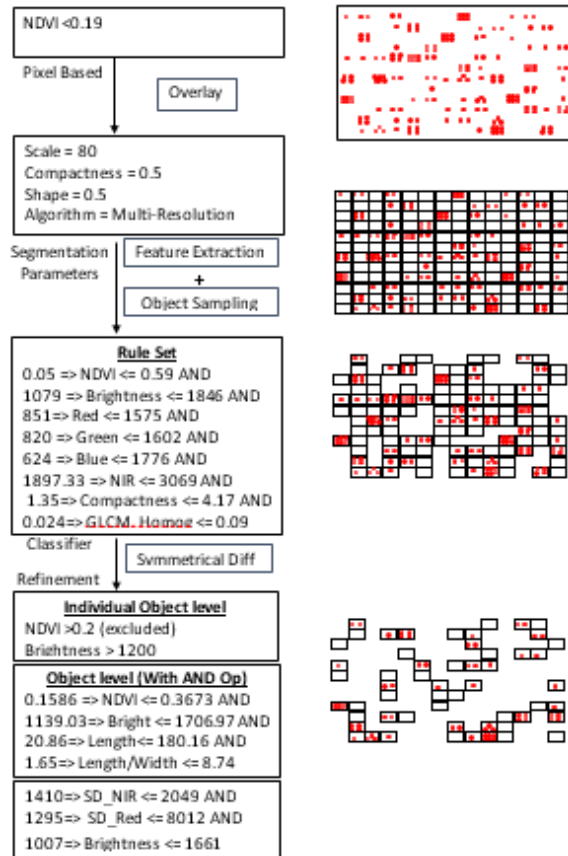 NDVI <0.19
Pixel Based
Overlay
Scale = 80
Compactness = 0.5
Shape = 0.5
Algorithm = Multi-Resolution
Segmentation
Parameters
Feature Extraction
+
Object Sampling
Rule Set
0.05 => NDVI <= 0.59 AND
1079 => Brightness <= 1846 AND
851=> Red <= 1575 AND
820 => Green <= 1602 AND
624 => Blue <= 1776 AND
1897.33 => NIR <= 3069 AND
1.35=> Compactness <= 4.17 AND
0.024=> GLCM_Homog <= 0.09
Classifier
Symmetrical Diff
Refinement
Individual Object level
NDVI >0.2 (excluded)
Brightness > 1200
Object level (With AND Op)
0.1586 => NDVI <= 0.3673 AND
1139.03=> Bright <= 1706.97 AND
20.86=> Length<= 180.16 AND
1.65=> Length/Width <= 8.74
1410=> SD_NIR <= 2049 AND
1295=> SD_Red <= 8012 AND
1007=> Brightness <= 1661